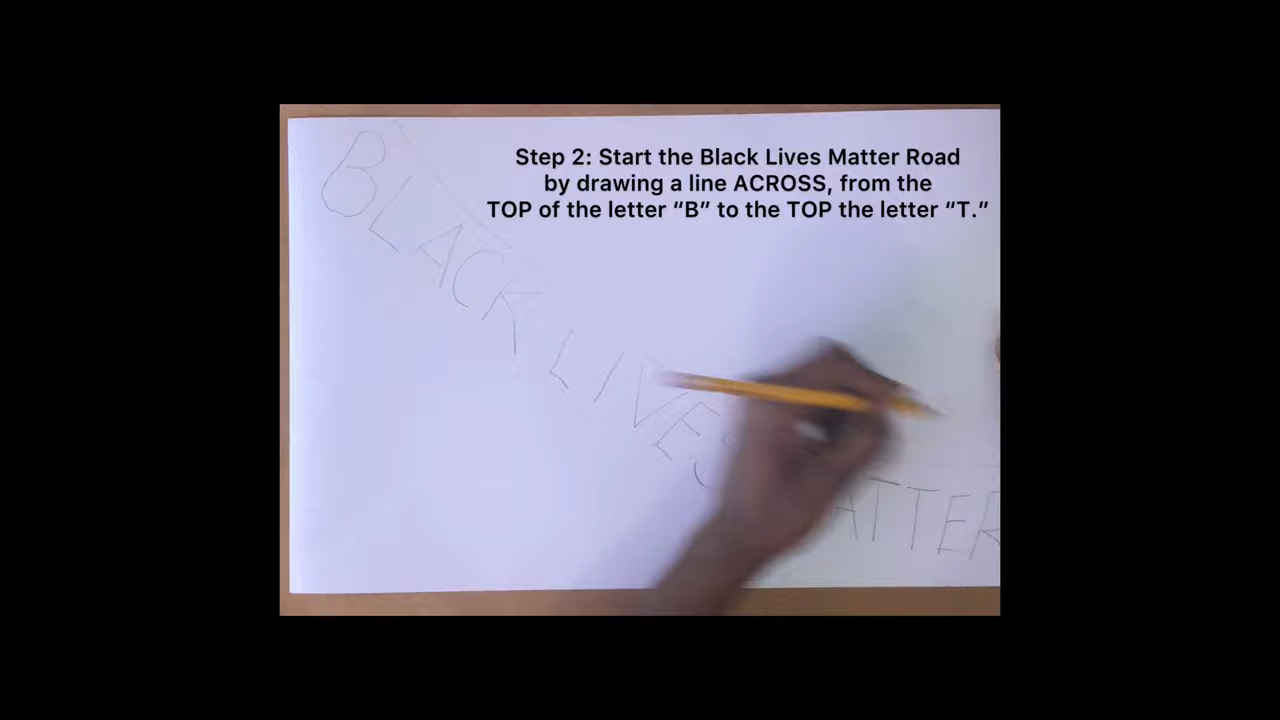 Step 2: Start the Black Lives Matter Road
by drawing a line ACROSS, from the
TOP of the letter “B” to the TOP the letter “T.”
BLACK LIVES ATTER